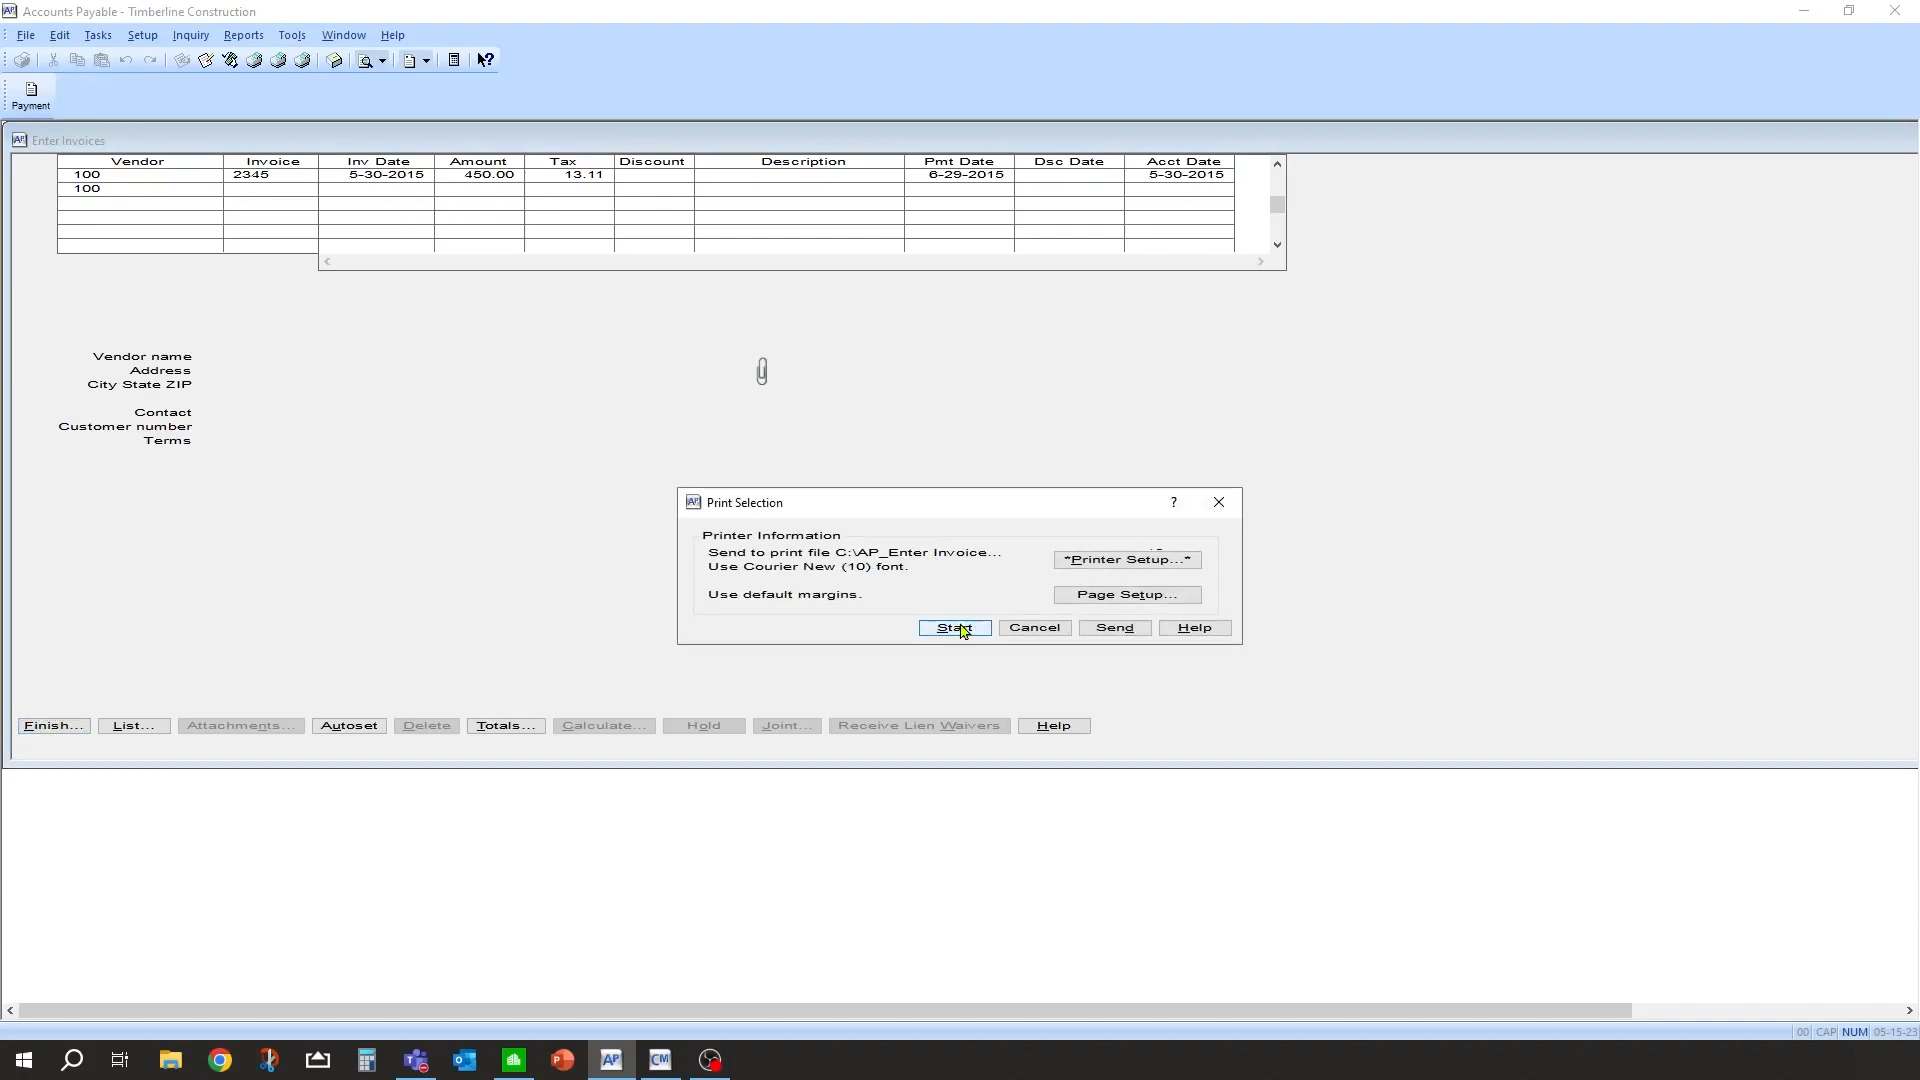 AP Accounts Payable - Timberline Construction
File Edit Tasks Setup Inquiry Reports Tools Window Help
Payment
AP Enter Invoices
Vendor Invoice Inv Date Amount Tax Discount Description Pmt Date Dsc Date Acct Date
100 2345 5-30-2015 450.00 13.11 6-29-2015 5-30-2015
100
Vendor name
Address
City State ZIP
Contact
Customer number
Terms
AP Print Selection ?
Printer Information
Send to print file C:\AP_Enter Invoice...
*Printer Setup...*
Use Courier New (10) font.
Use default margins.
Page Setup...
Start Cancel Send Help
Finish... List... Attachments... Autoset Delete Totals... Calculate... Hold Joint... Receive Lien Waivers Help
00 CAP NUM 05-15-23
AP CM